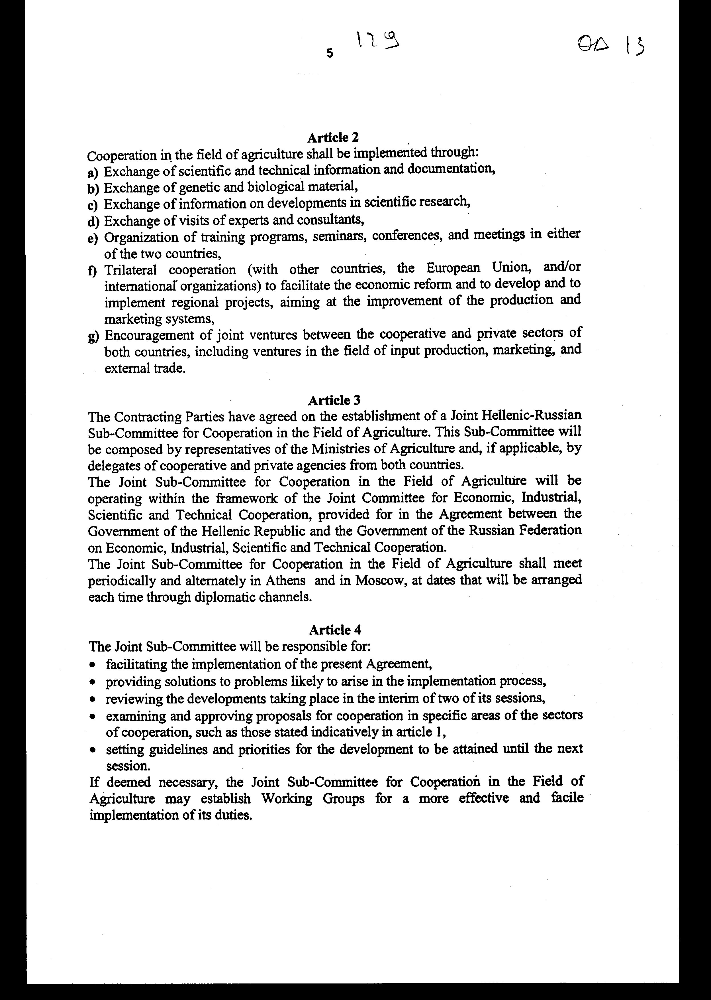 129
5
ΘΔ 13
Article 2
Cooperation in the field of agriculture shall be implemented through:
a) Exchange of scientific and technical information and documentation,
b) Exchange of genetic and biological material,
c) Exchange of information on developments in scientific research,
d) Exchange of visits of experts and consultants,
e) Organization of training programs, seminars, conferences, and meetings in either
of the two countries,
f) Trilateral cooperation (with other countries, the European Union, and/or
international organizations) to facilitate the economic reform and to develop and to
implement regional projects, aiming at the improvement of the production and
marketing systems,
g) Encouragement of joint ventures between the cooperative and private sectors of
both countries, including ventures in the field of input production, marketing, and
external trade.
Article 3
The Contracting Parties have agreed on the establishment of a Joint Hellenic-Russian
Sub-Committee for Cooperation in the Field of Agriculture. This Sub-Committee will
be composed by representatives of the Ministries of Agriculture and, if applicable, by
delegates of cooperative and private agencies from both countries.
The Joint Sub-Committee for Cooperation in the Field of Agriculture will be
operating within the framework of the Joint Committee for Economic, Industrial,
Scientific and Technical Cooperation, provided for in the Agreement between the
Government of the Hellenic Republic and the Government of the Russian Federation
on Economic, Industrial, Scientific and Technical Cooperation.
The Joint Sub-Committee for Cooperation in the Field of Agriculture shall meet
periodically and alternately in Athens and in Moscow, at dates that will be arranged
each time through diplomatic channels.
Article 4
The Joint Sub-Committee will be responsible for:
• facilitating the implementation of the present Agreement,
• providing solutions to problems likely to arise in the implementation process,
• reviewing the developments taking place in the interim of two of its sessions,
• examining and approving proposals for cooperation in specific areas of the sectors
of cooperation, such as those stated indicatively in article 1,
• setting guidelines and priorities for the development to be attained until the next
session.
If deemed necessary, the Joint Sub-Committee for Cooperation in the Field of
Agriculture may establish Working Groups for a more effective and facile
implementation of its duties.